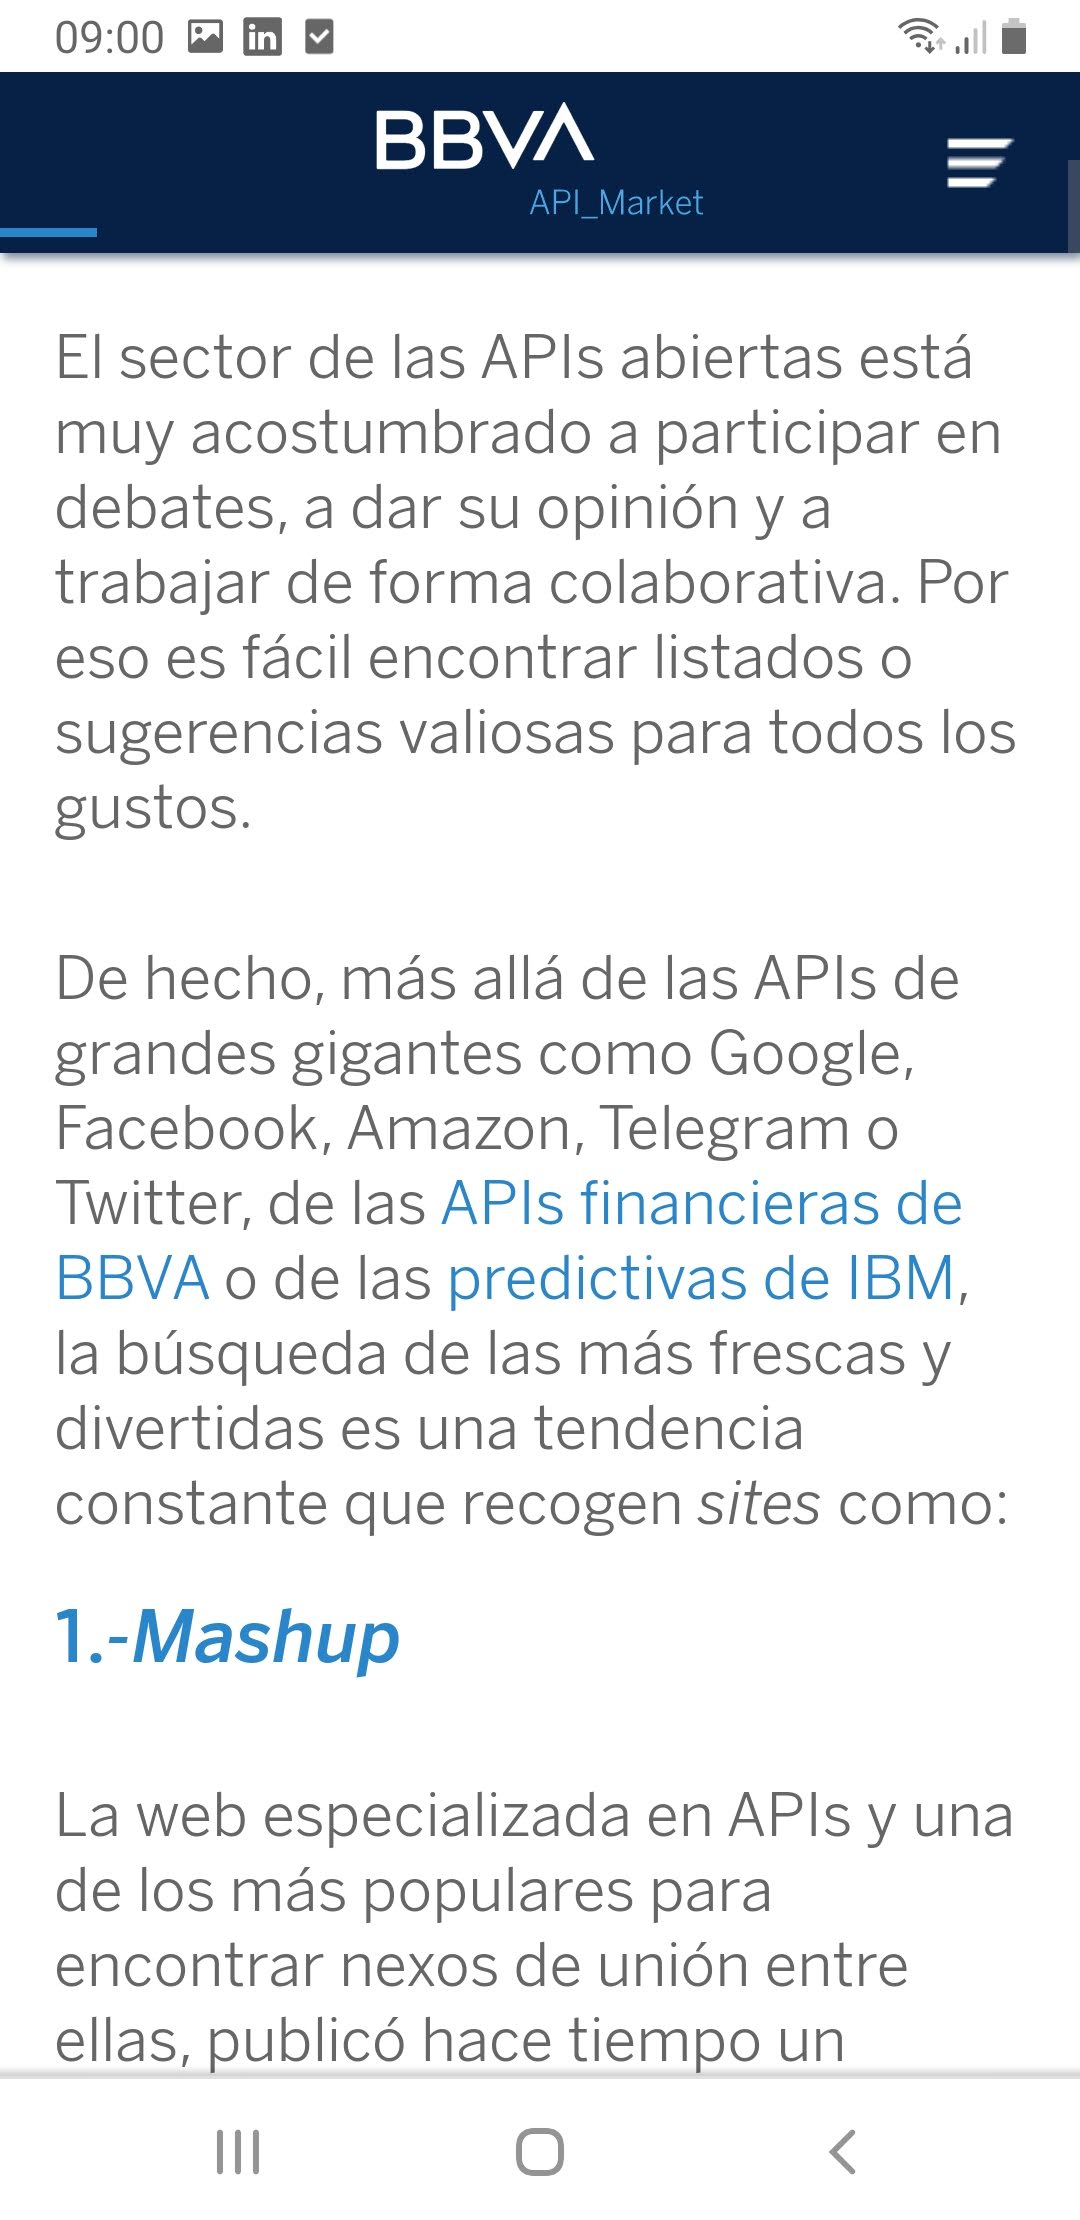 09:00
BBVA
API_Market
El sector de las APIs abiertas está
muy acostumbrado a participar en
debates, a dar su opinión y a
trabajar de forma colaborativa. Por
eso es fácil encontrar listados o
sugerencias valiosas para todos los
gustos.
De hecho, más allá de las APIs de
grandes gigantes como Google,
Facebook, Amazon, Telegram o
Twitter, de las APIs financieras de
BBVA o de las predictivas de IBM,
la búsqueda de las más frescas y
divertidas es una tendencia
constante que recogen sites como:
1.-Mashup
La web especializada en APIs y una
de los más populares para
encontrar nexos de unión entre
ellas, publicó hace tiempo un